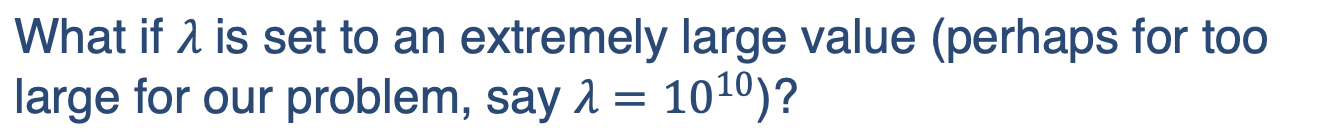 What if λ is set to an extremely large value (perhaps for too
large for our problem, say λ = 10¹⁰)?